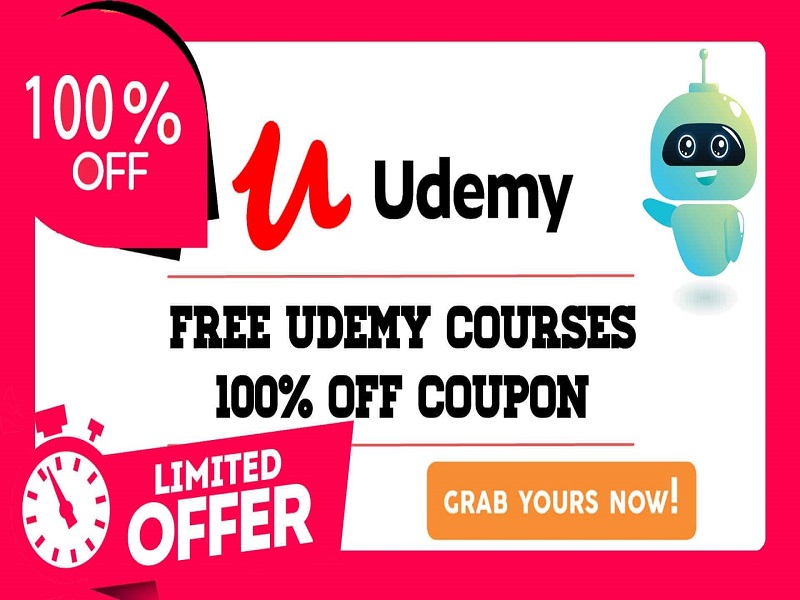 100%
OFF
Udemy
FREE UDEMY COURSES
100% OFF COUPON
LIMITED
OFFER
GRAB YOURS NOW!